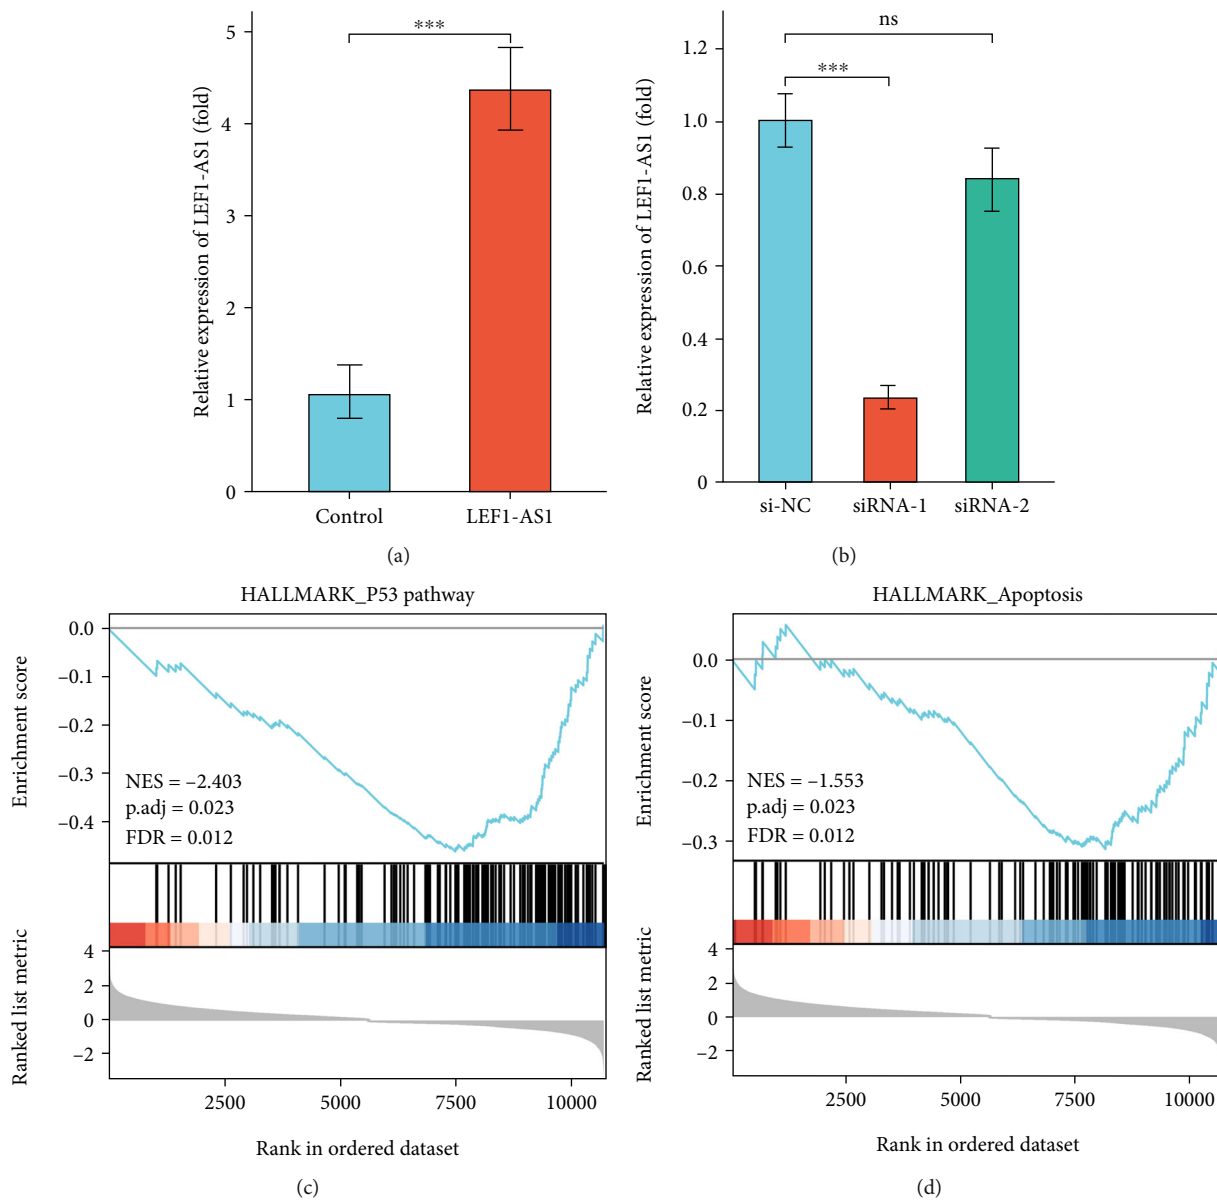 Relative expression of LEF1-AS1 (fold)
5
4
3
2
1
0
***
Control
LEF1-AS1
(a)
Relative expression of LEF1-AS1 (fold)
1.2
1.0
0.8
0.6
0.4
0.2
0
ns
***
si-NC
siRNA-1
siRNA-2
(b)
HALLMARK_P53 pathway
Enrichment score
0.0
−0.1
−0.2
−0.3
−0.4
NES = −2.403
p.adj = 0.023
FDR = 0.012
Ranked list metric
4
2
0
−2
2500
5000
7500
10000
Rank in ordered dataset
(c)
HALLMARK_Apoptosis
Enrichment score
0.0
−0.1
−0.2
−0.3
NES = −1.553
p.adj = 0.023
FDR = 0.012
Ranked list metric
4
2
0
−2
2500
5000
7500
10000
Rank in ordered dataset
(d)